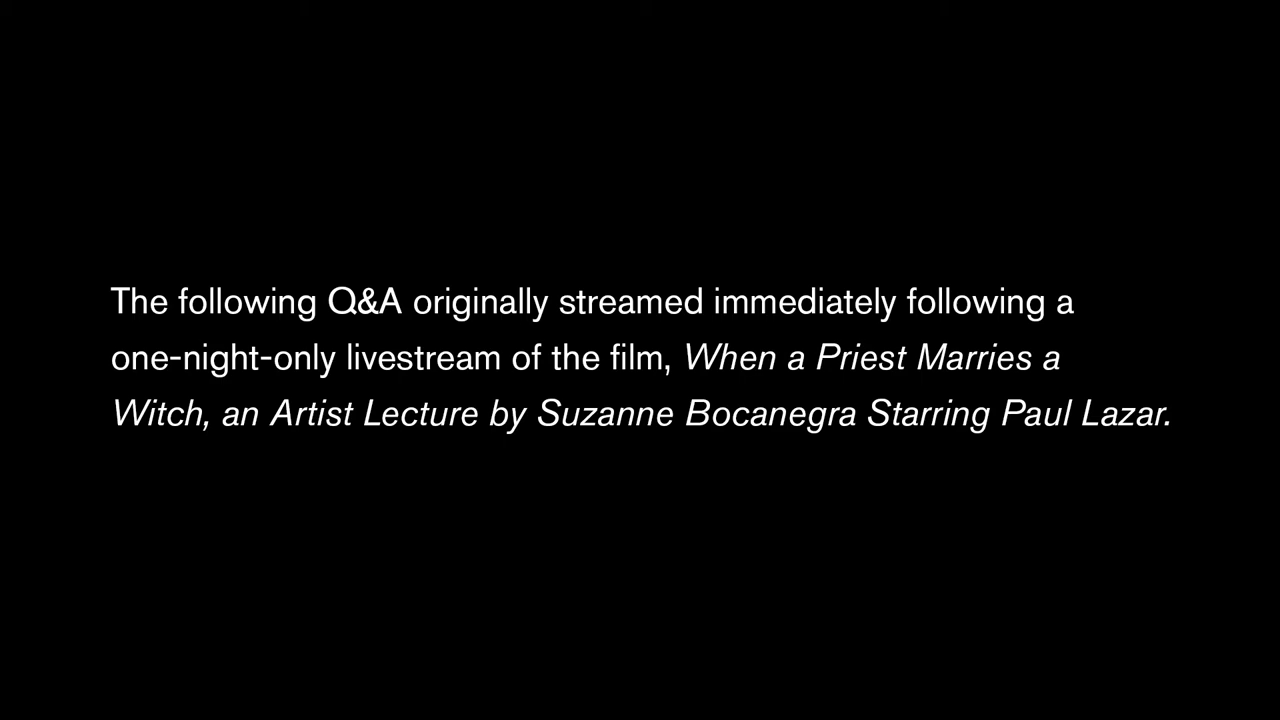 The following Q&A originally streamed immediately following a
one-night-only livestream of the film, When a Priest Marries a
Witch, an Artist Lecture by Suzanne Bocanegra Starring Paul Lazar.